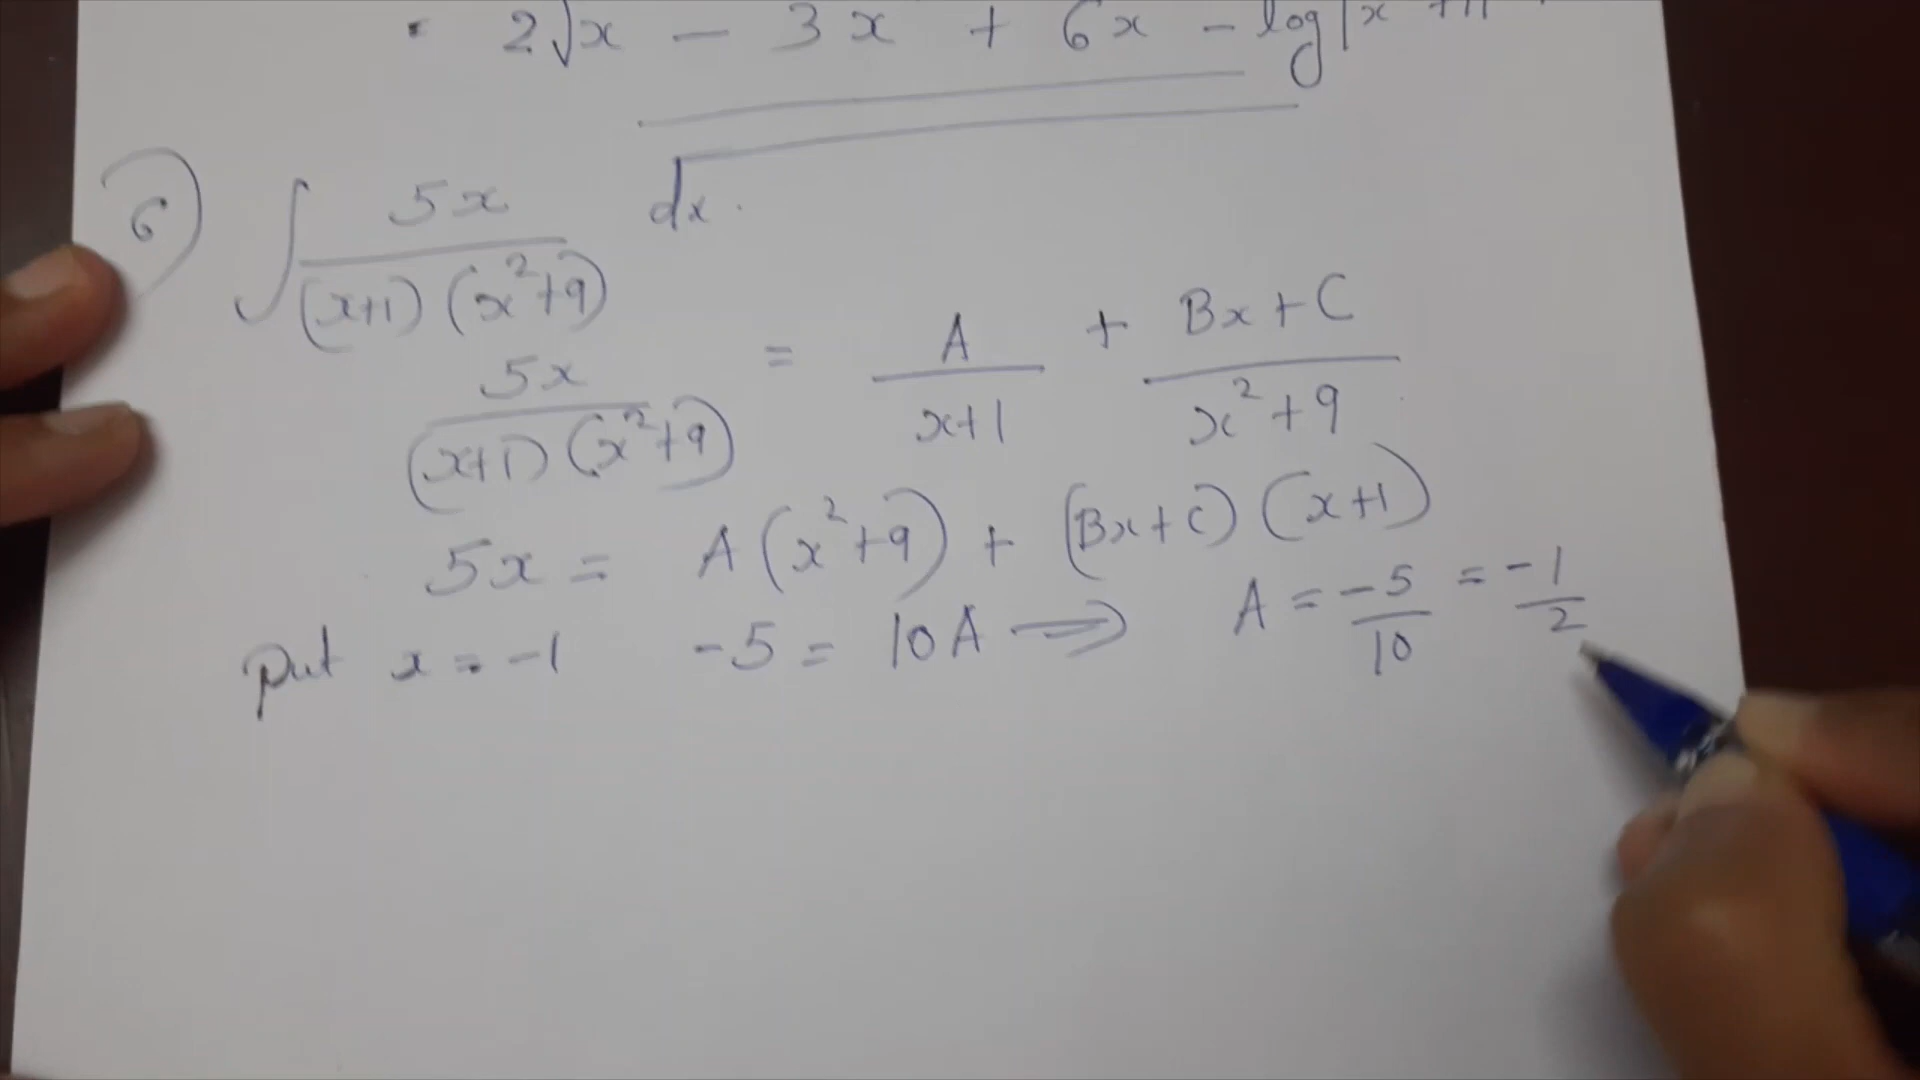 2√x - 3x + 6x - log|x + 1|
6 ∫ 5x / (x+1)(x²+9) dx.
5x / (x+1)(x²+9) = A / x+1 + Bx+C / x²+9
5x = A(x²+9) + (Bx+C)(x+1)
put x = -1 -5 = 10A ⟹ A = -5/10 = -1/2